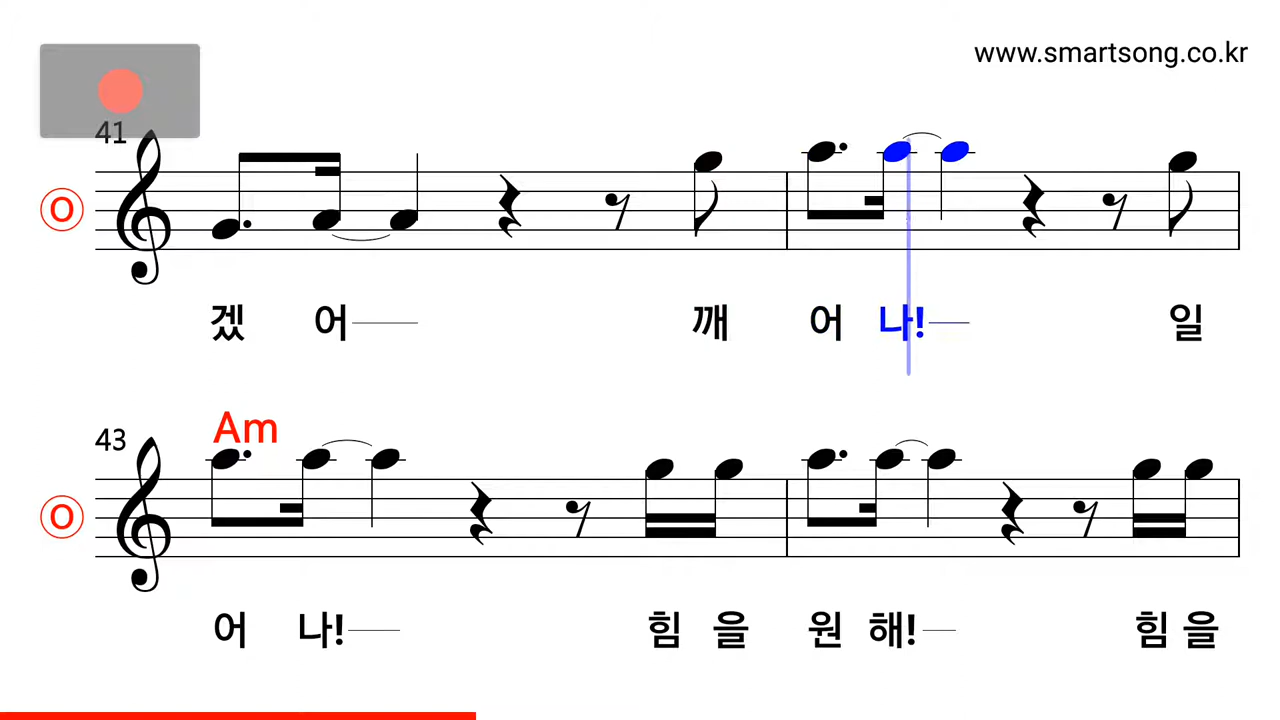 www.smartsong.co.kr
41
O
겠 어 깨 어 나! 일
Am
43
O
어 나! 힘 을 원 해! 힘 을